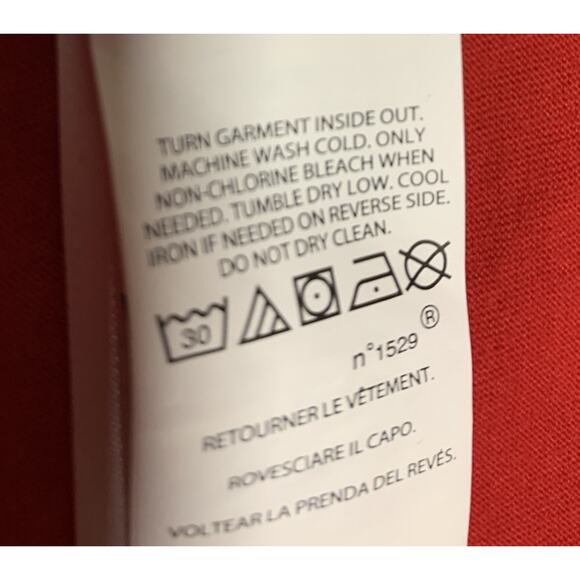 TURN GARMENT INSIDE OUT.
MACHINE WASH COLD. ONLY
NON-CHLORINE BLEACH WHEN
NEEDED. TUMBLE DRY LOW. COOL
IRON IF NEEDED ON REVERSE SIDE.
DO NOT DRY CLEAN.
30
®
n°1529
RETOURNER LE VÊTEMENT.
ROVESCIARE IL CAPO.
VOLTEAR LA PRENDA DEL REVÉS.